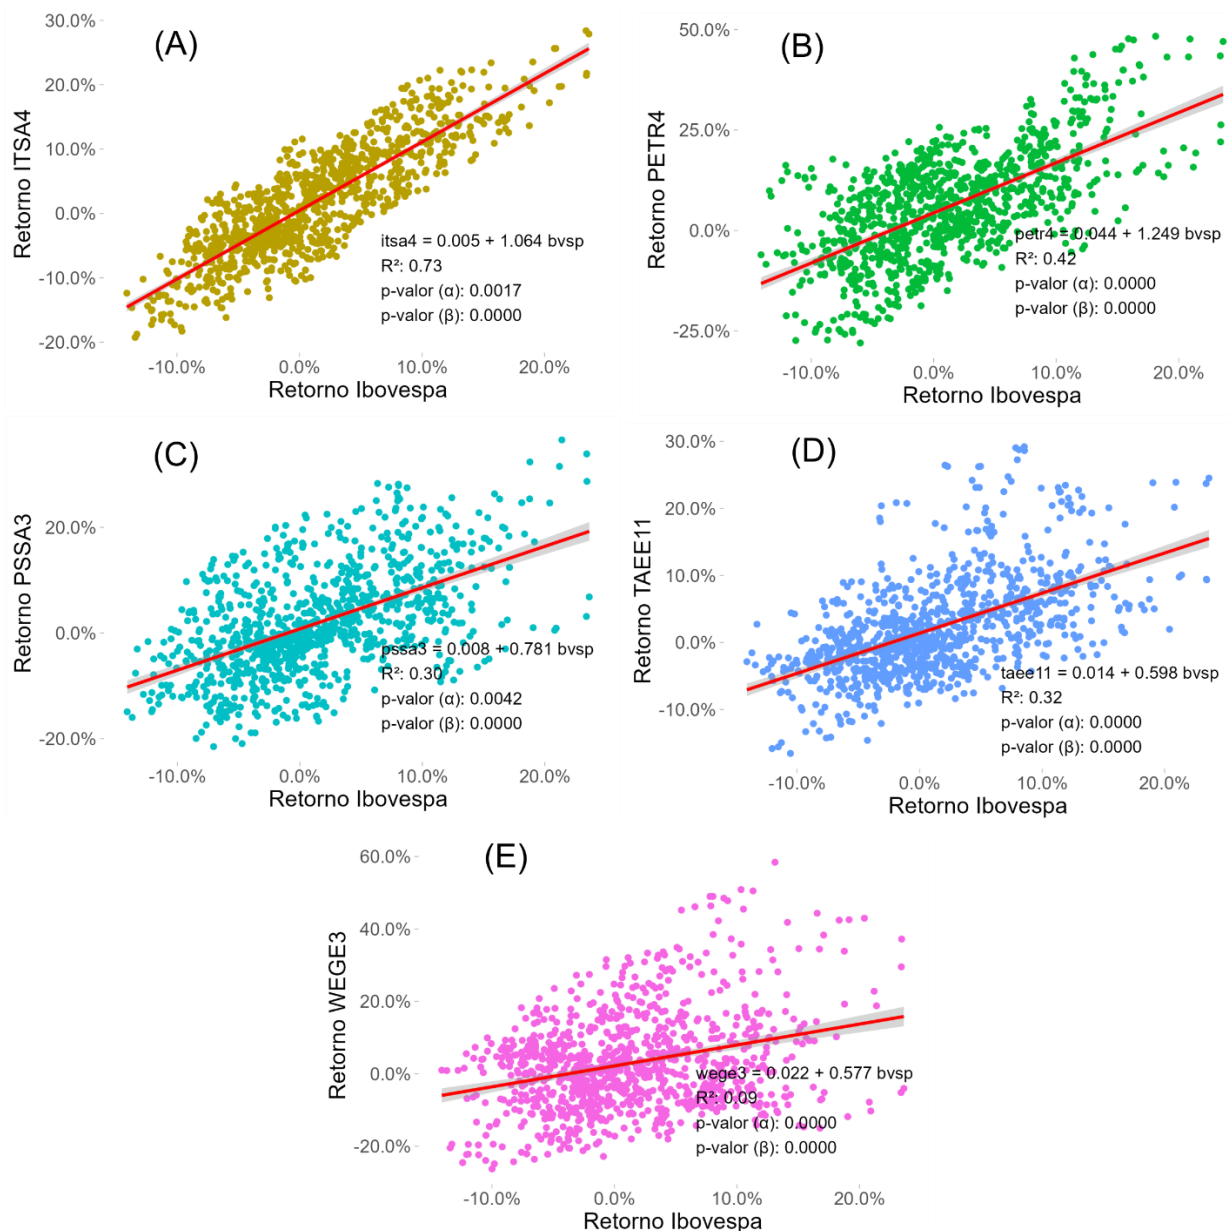 (A)
30.0%
20.0%
10.0%
0.0%
-10.0%
-20.0%
Retorno ITSA4
itsa4 = 0.005 + 1.064 bvsp
R²: 0.73
p-valor (α): 0.0017
p-valor (β): 0.0000
-10.0% 0.0% 10.0% 20.0%
Retorno Ibovespa
(B)
50.0%
25.0%
0.0%
-25.0%
Retorno PETR4
petr4 = 0.044 + 1.249 bvsp
R²: 0.42
p-valor (α): 0.0000
p-valor (β): 0.0000
-10.0% 0.0% 10.0% 20.0%
Retorno Ibovespa
(C)
20.0%
0.0%
-20.0%
Retorno PSSA3
pssa3 = 0.008 + 0.781 bvsp
R²: 0.30
p-valor (α): 0.0042
p-valor (β): 0.0000
-10.0% 0.0% 10.0% 20.0%
Retorno Ibovespa
(D)
30.0%
20.0%
10.0%
0.0%
-10.0%
Retorno TAEE11
taee11 = 0.014 + 0.598 bvsp
R²: 0.32
p-valor (α): 0.0000
p-valor (β): 0.0000
-10.0% 0.0% 10.0% 20.0%
Retorno Ibovespa
(E)
60.0%
40.0%
20.0%
0.0%
-20.0%
Retorno WEGE3
wege3 = 0.022 + 0.577 bvsp
R²: 0.09
p-valor (α): 0.0000
p-valor (β): 0.0000
-10.0% 0.0% 10.0% 20.0%
Retorno Ibovespa